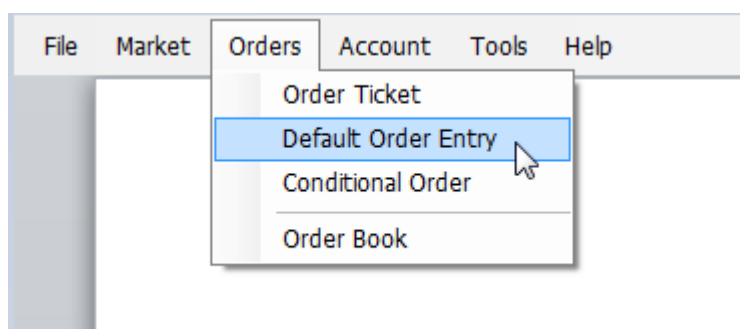 File Market Orders Account Tools Help
Order Ticket
Default Order Entry
Conditional Order
Order Book